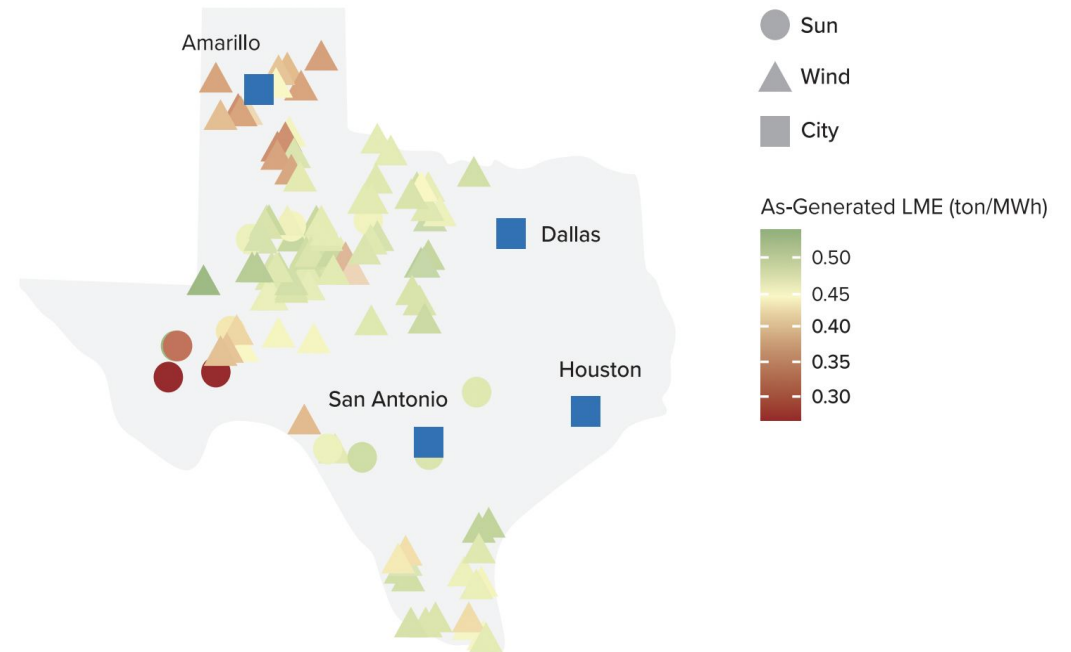 Amarillo
Dallas
Houston
San Antonio
Sun
Wind
City
As-Generated LME (ton/MWh)
0.50
0.45
0.40
0.35
0.30